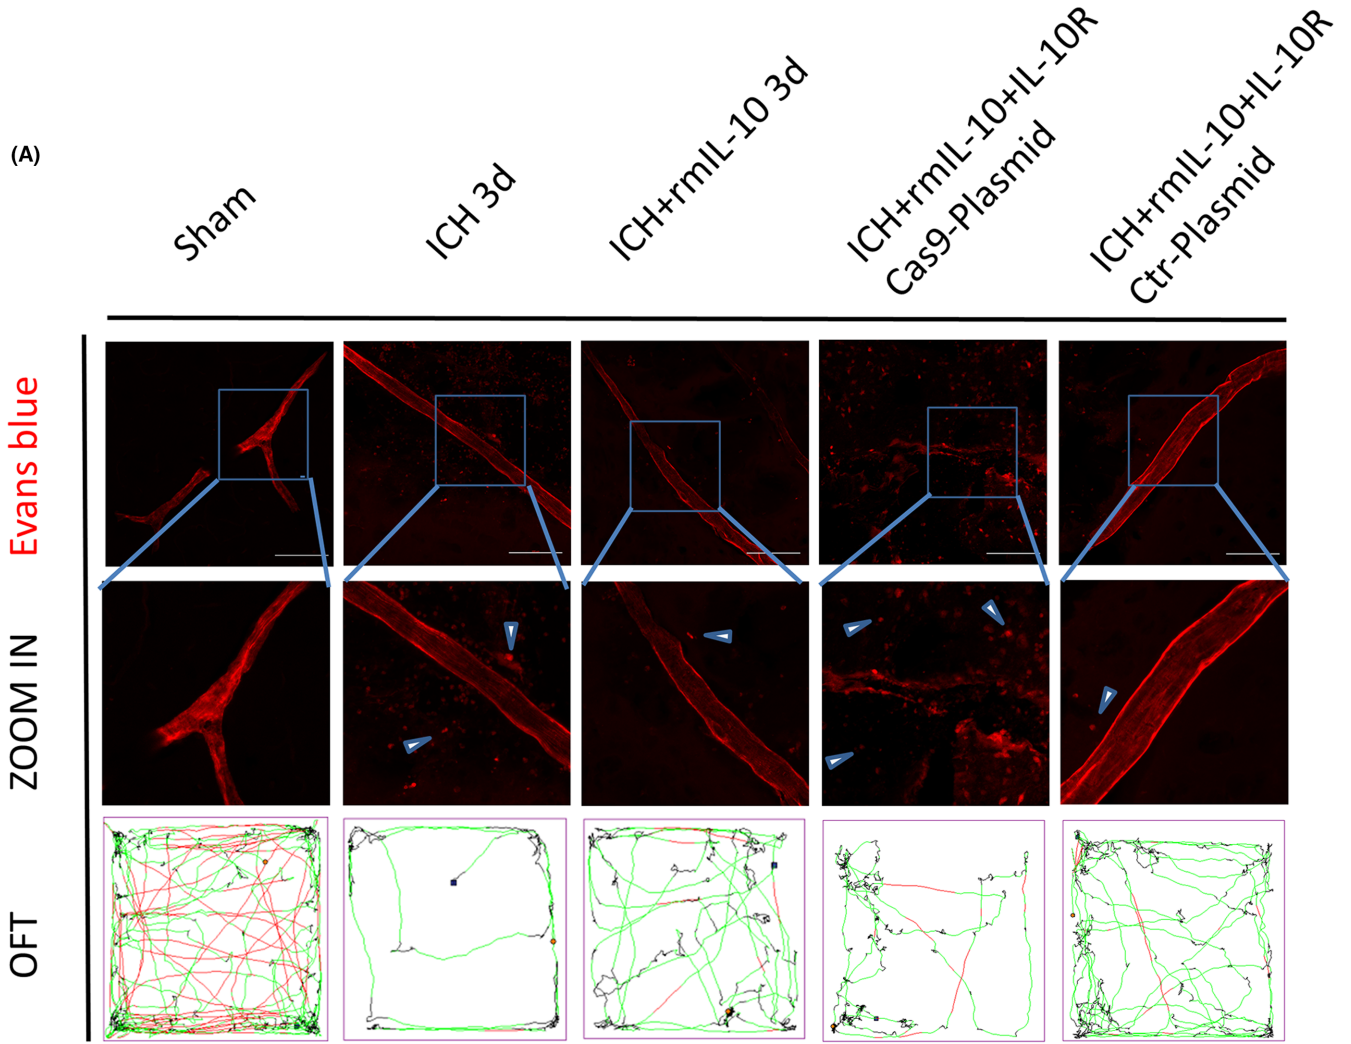 (A)
Sham
ICH 3d
ICH+rmIL-10 3d
ICH+rmIL-10+IL-10R
Cas9-Plasmid
ICH+rmIL-10+IL-10R
Ctr-Plasmid
Evans blue
ZOOM IN
OFT